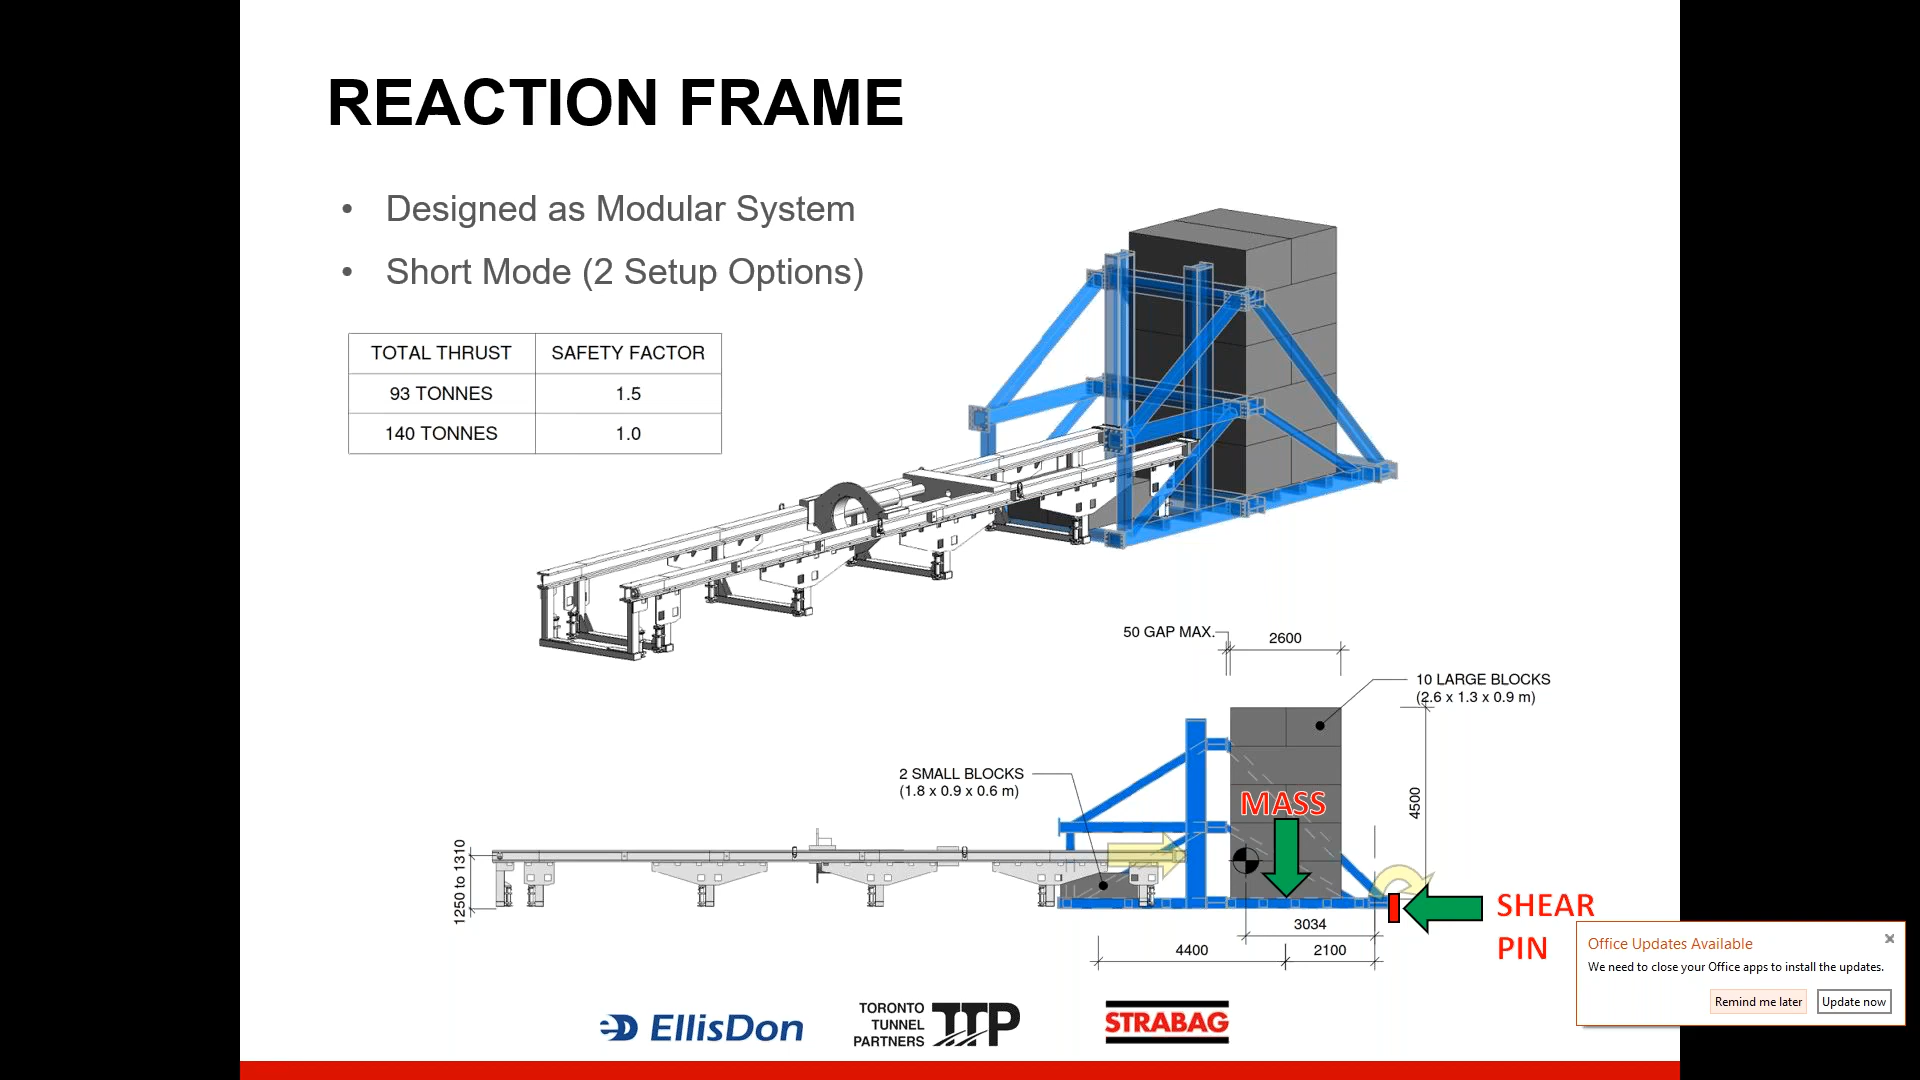 REACTION FRAME
• Designed as Modular System
• Short Mode (2 Setup Options)
TOTAL THRUST SAFETY FACTOR
93 TONNES 1.5
140 TONNES 1.0
50 GAP MAX.
2600
10 LARGE BLOCKS
(2.6 x 1.3 x 0.9 m)
2 SMALL BLOCKS
(1.8 x 0.9 x 0.6 m)
MASS
4500
1250 to 1310
SHEAR
PIN
3034
4400
2100
Office Updates Available
We need to close your Office apps to install the updates.
Remind me later
Update now
EllisDon
TORONTO
TUNNEL
PARTNERS
TTP
STRABAG